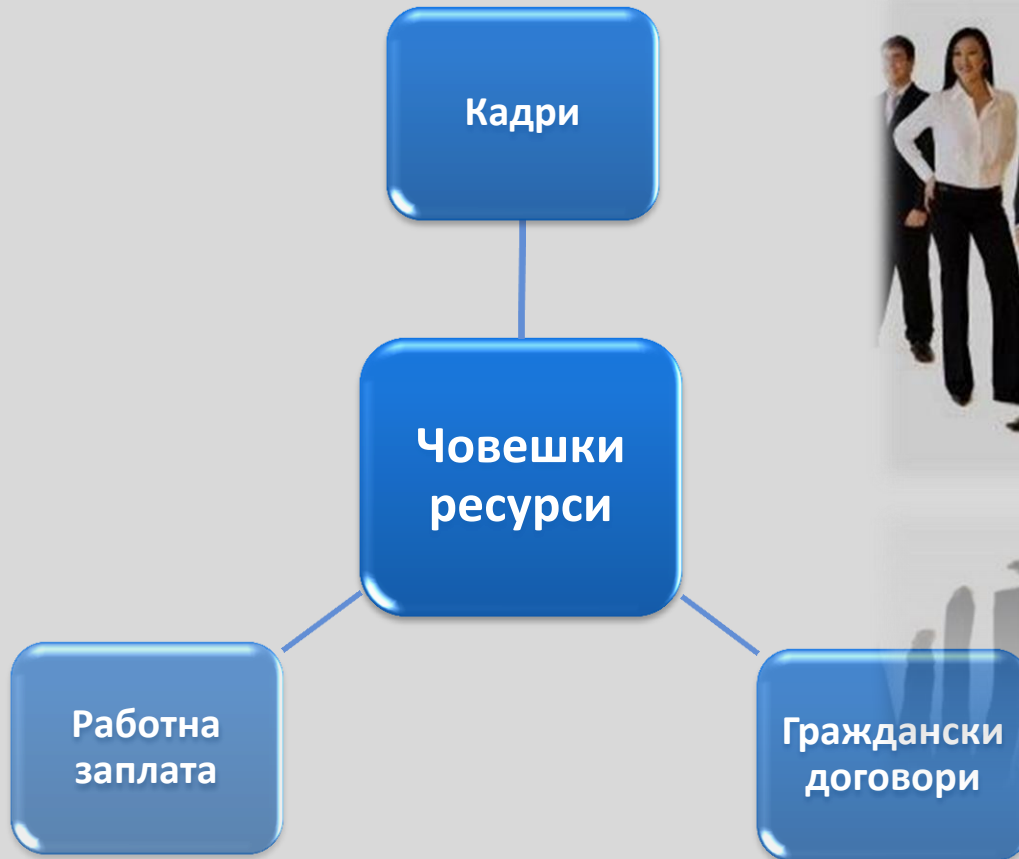 Кадри
Човешки
ресурси
Работна
заплата
Граждански
договори